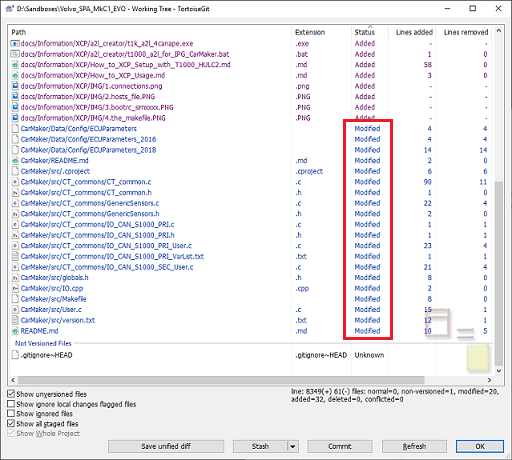 D:\Sandboxes\Volvo_SPA_MkC1_EVO - Working Tree - TortoiseGit
Path Extension Status Lines added Lines removed
docs/Information/XCP/a2l_creator/t1k_a2l_4canape.exe .exe Added - -
docs/Information/XCP/a2l_creator/t1000_a2l_for_IPG_CarMaker.bat .bat Added 1 0
docs/Information/XCP/How_to_XCP_Setup_with_T1000_HULC2.md .md Added 58 0
docs/Information/XCP/How_to_XCP_Usage.md .md Added 3 0
docs/Information/XCP/IMG/1.connections.png .png Added - -
docs/Information/XCP/IMG/2.hosts_file.PNG .PNG Added - -
docs/Information/XCP/IMG/3.bootrc_simxxxx.PNG .PNG Added - -
docs/Information/XCP/IMG/4.the_makefile.PNG .PNG Added - -
CarMaker/Data/Config/ECUParameters Modified 4 4
CarMaker/Data/Config/ECUParameters_2016 Modified 4 4
CarMaker/Data/Config/ECUParameters_2018 Modified 14 14
CarMaker/README.md .md Modified 2 0
CarMaker/src/.cproject .cproject Modified 6 6
CarMaker/src/CT_commons/CT_common.c .c Modified 90 11
CarMaker/src/CT_commons/CT_common.h .h Modified 1 0
CarMaker/src/CT_commons/GenericSensors.c .c Modified 22 4
CarMaker/src/CT_commons/GenericSensors.h .h Modified 2 0
CarMaker/src/CT_commons/IO_CAN_S1000_PRI.c .c Modified 1 1
CarMaker/src/CT_commons/IO_CAN_S1000_PRI.h .h Modified 1 1
CarMaker/src/CT_commons/IO_CAN_S1000_PRI_User.c .c Modified 23 4
CarMaker/src/CT_commons/IO_CAN_S1000_PRI_VarList.txt .txt Modified 1 1
CarMaker/src/CT_commons/IO_CAN_S1000_SEC_User.c .c Modified 21 4
CarMaker/src/globals.h .h Modified 8 0
CarMaker/src/IO.cpp .cpp Modified 2 0
CarMaker/src/Makefile Modified 8 0
CarMaker/src/User.c .c Modified 15 1
CarMaker/src/version.txt .txt Modified 12 1
README.md .md Modified 10 5
Not Versioned Files
.gitignore~HEAD .gitignore~HEAD Unknown
Show unversioned files
Show ignore local changes flagged files
Show ignored files
Show all staged files
Show Whole Project
line: 8349(+) 61(-) files: normal=0, non-versioned=1, modified=20,
added=32, deleted=0, conflicted=0
Save unified diff Stash Commit Refresh OK